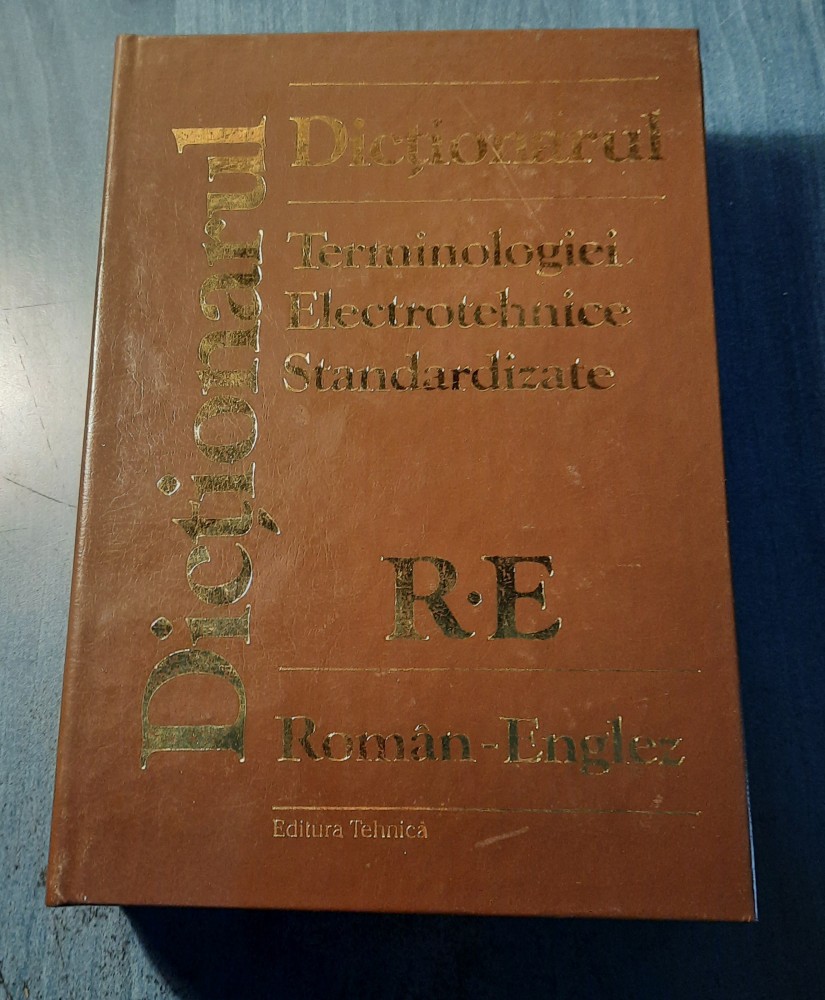 Dicționarul
Dicționarul
Terminologiei
Electrotehnice
Standardizate
R·E
Român-Englez
Editura Tehnică